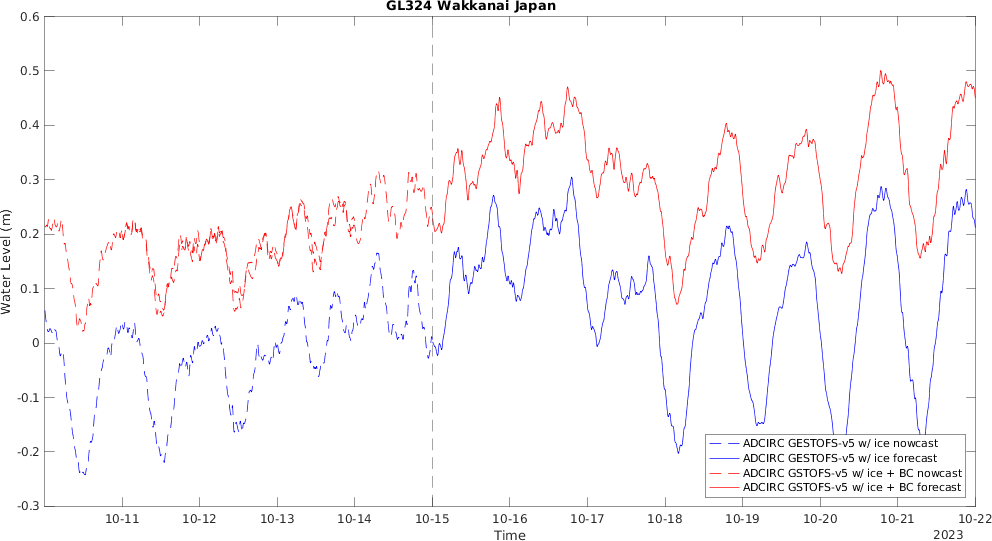 GL324 Wakkanai Japan
0.6
0.5
0.4
0.3
0.2
0.1
0
-0.1
-0.2
-0.3
Water Level (m)
ADCIRC GESTOFS-v5 w/ ice nowcast
ADCIRC GESTOFS-v5 w/ ice forecast
ADCIRC GSTOFS-v5 w/ ice + BC nowcast
ADCIRC GSTOFS-v5 w/ ice + BC forecast
10-11 10-12 10-13 10-14 10-15 10-16 10-17 10-18 10-19 10-20 10-21 10-22
Time
2023